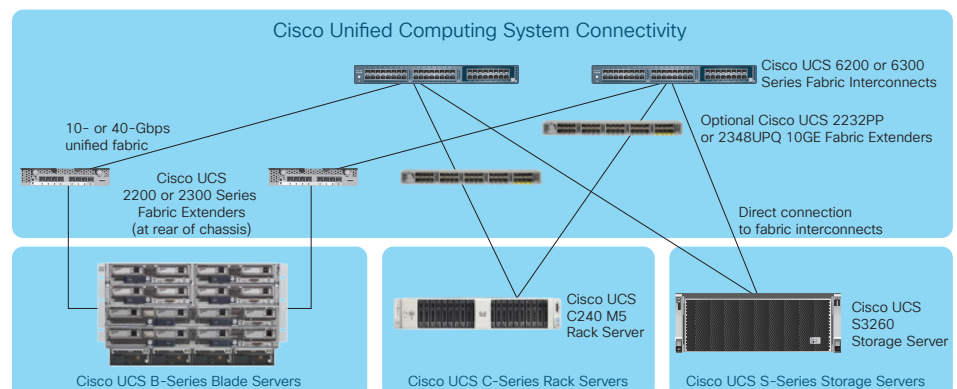 Cisco Unified Computing System Connectivity
Cisco UCS 6200 or 6300
Series Fabric Interconnects
10- or 40-Gbps
unified fabric
Optional Cisco UCS 2232PP
or 2348UPQ 10GE Fabric Extenders
Cisco UCS
2200 or 2300 Series
Fabric Extenders
(at rear of chassis)
Direct connection
to fabric interconnects
Cisco UCS
C240 M5
Rack Server
Cisco UCS
S3260
Storage Server
Cisco UCS B-Series Blade Servers
Cisco UCS C-Series Rack Servers
Cisco UCS S-Series Storage Servers